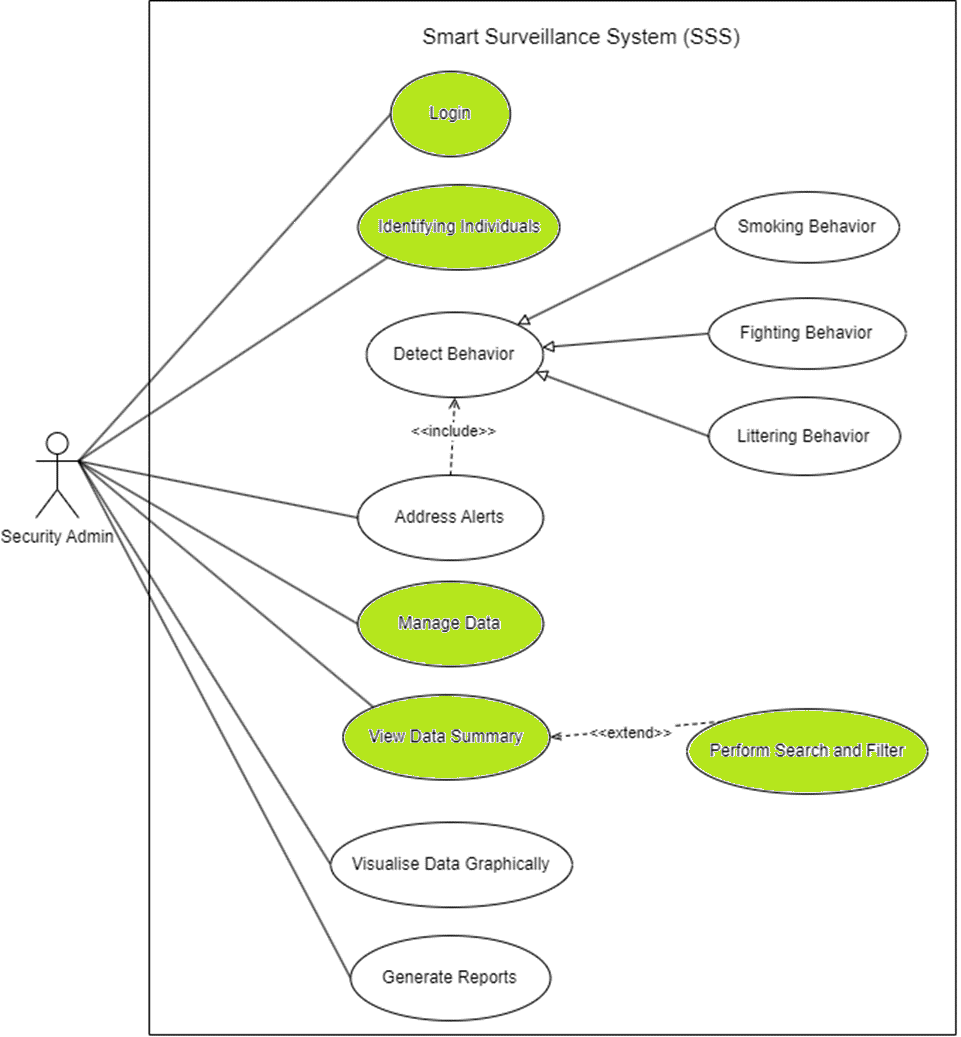 Smart Surveillance System (SSS)
Login
Identifying Individuals
Smoking Behavior
Detect Behavior
Fighting Behavior
<<include>>
Littering Behavior
Address Alerts
Security Admin
Manage Data
View Data Summary
<<extend>>
Perform Search and Filter
Visualise Data Graphically
Generate Reports